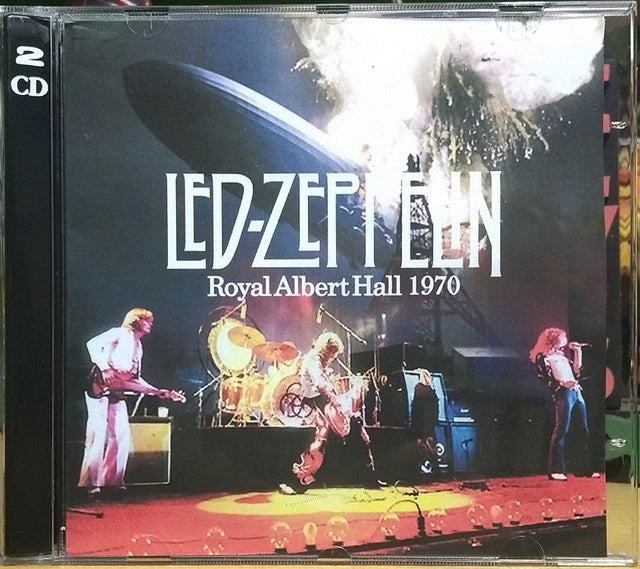 2
CD
LED-ZEPPELIN
Royal Albert Hall 1970